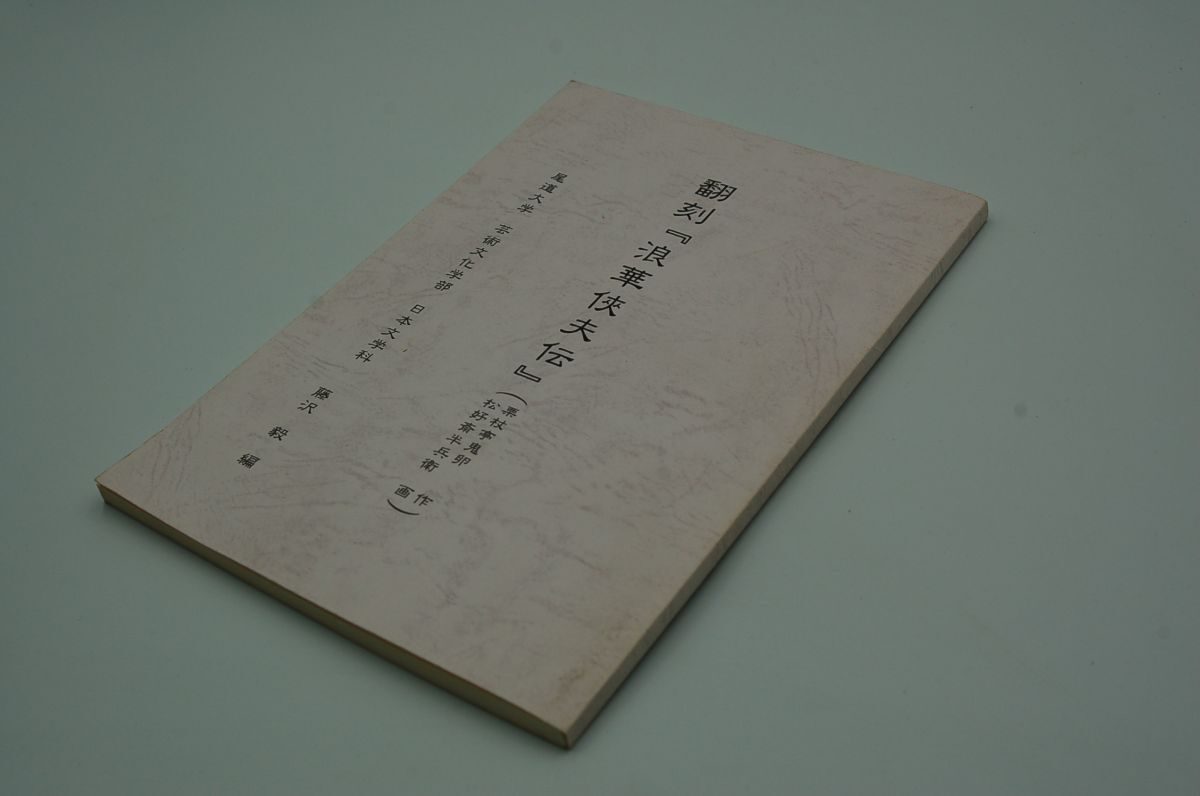 翻刻『浪華侠夫伝』
(栗杖亭鬼卵 作
松好斎半兵衛 画)
尾道大学 芸術文化学部 日本文学科 藤沢 毅 編